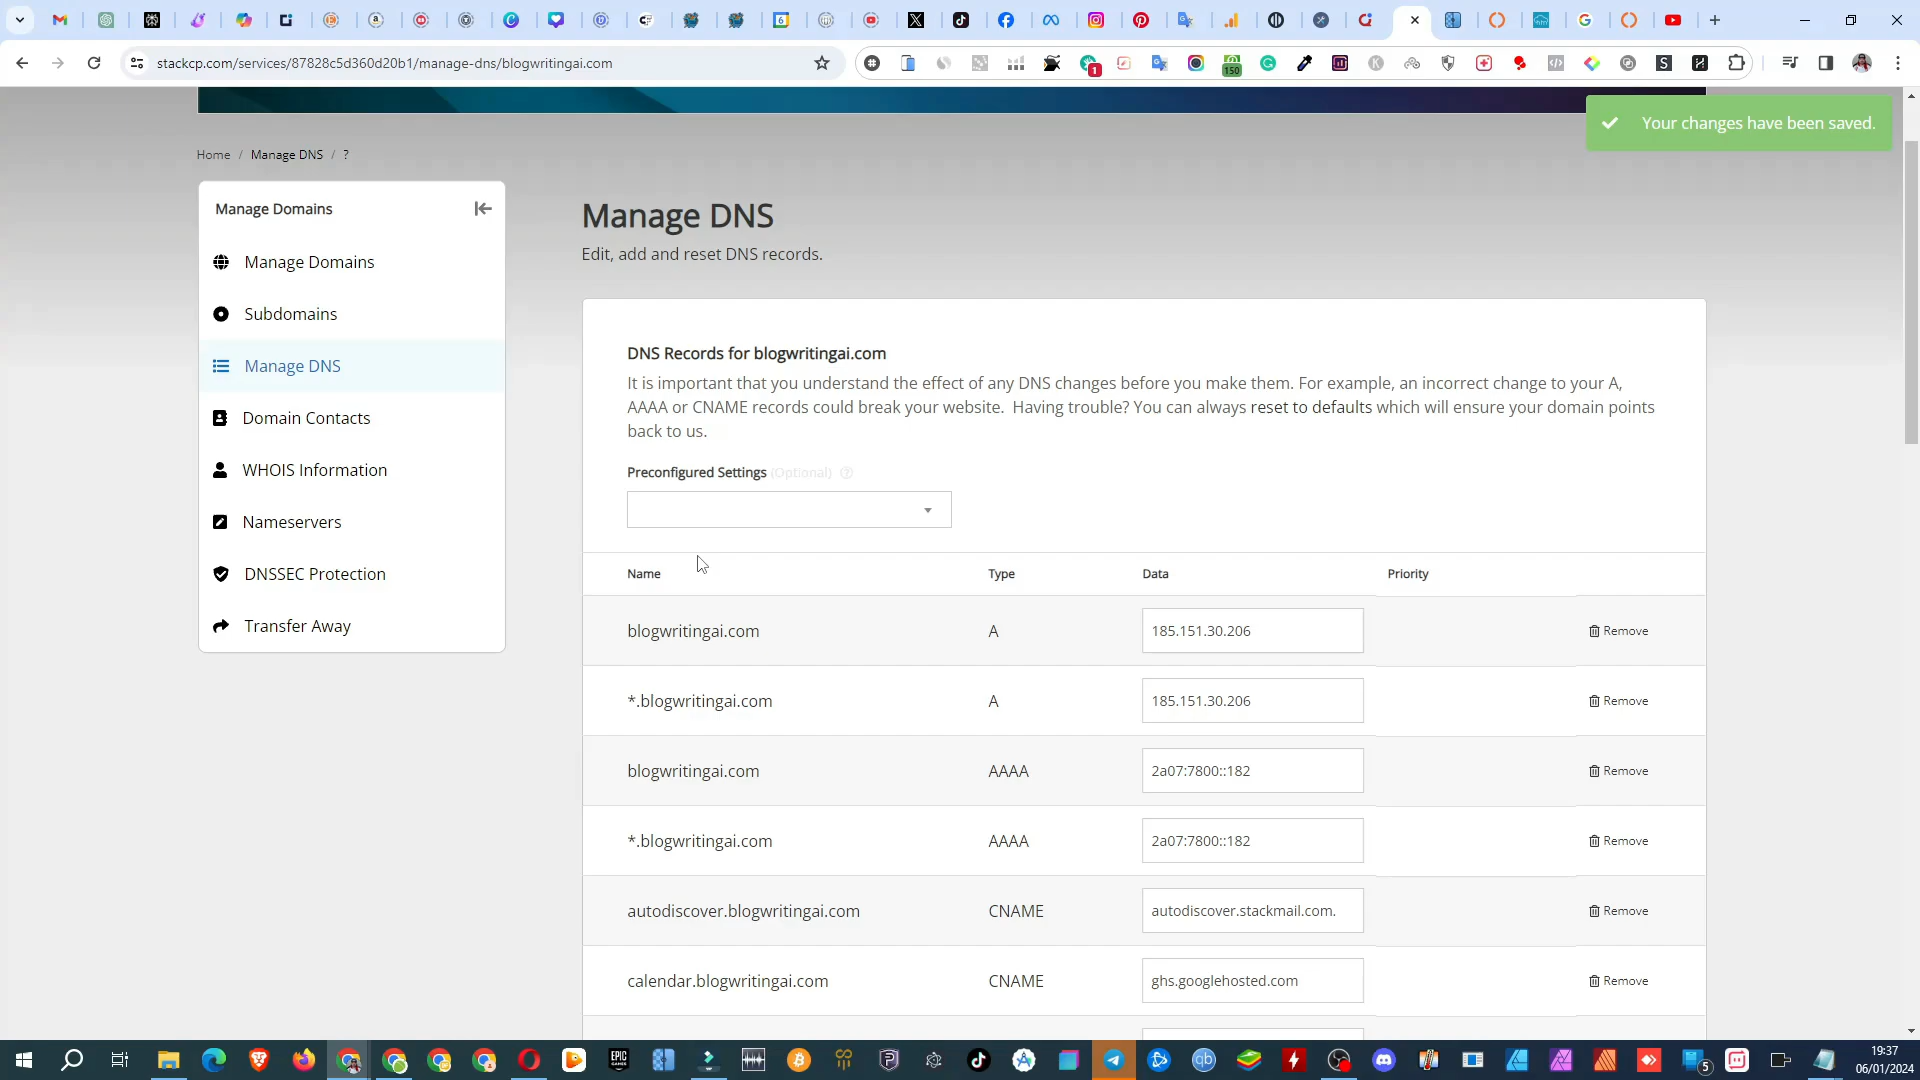 stackcp.com/services/87828c5d360d20b1/manage-dns/blogwritingai.com
Your changes have been saved.
Home / Manage DNS / ?
Manage Domains
Manage Domains
Subdomains
Manage DNS
Domain Contacts
WHOIS Information
Nameservers
DNSSEC Protection
Transfer Away
Manage DNS
Edit, add and reset DNS records.
DNS Records for blogwritingai.com
It is important that you understand the effect of any DNS changes before you make them. For example, an incorrect change to your A,
AAAA or CNAME records could break your website. Having trouble? You can always reset to defaults which will ensure your domain points
back to us.
Preconfigured Settings (Optional)
Name Type Data Priority
blogwritingai.com A 185.151.30.206 Remove
*.blogwritingai.com A 185.151.30.206 Remove
blogwritingai.com AAAA 2a07:7800::182 Remove
*.blogwritingai.com AAAA 2a07:7800::182 Remove
autodiscover.blogwritingai.com CNAME autodiscover.stackmail.com. Remove
calendar.blogwritingai.com CNAME ghs.googlehosted.com Remove
19:37
06/01/2024